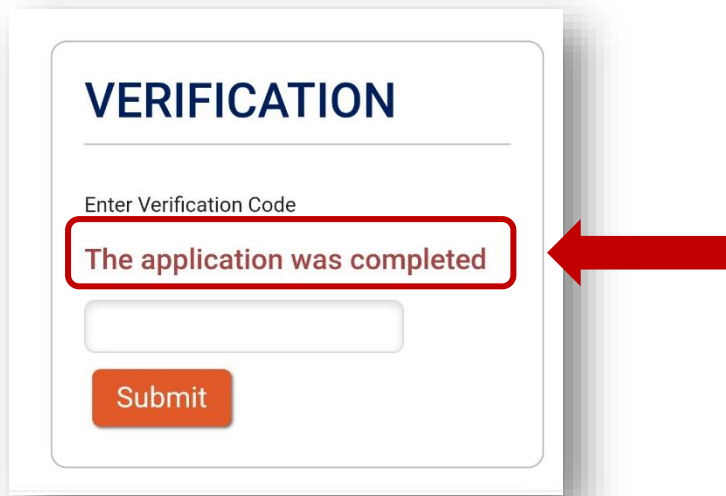 VERIFICATION
Enter Verification Code
The application was completed
Submit